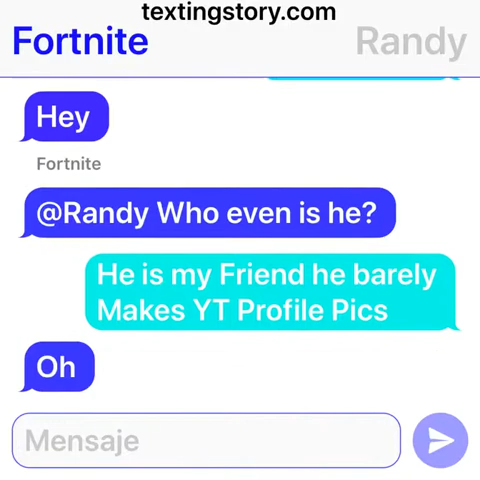 textingstory.com
Fortnite Randy
Hey
Fortnite
@Randy Who even is he?
He is my Friend he barely
Makes YT Profile Pics
Oh
Mensaje